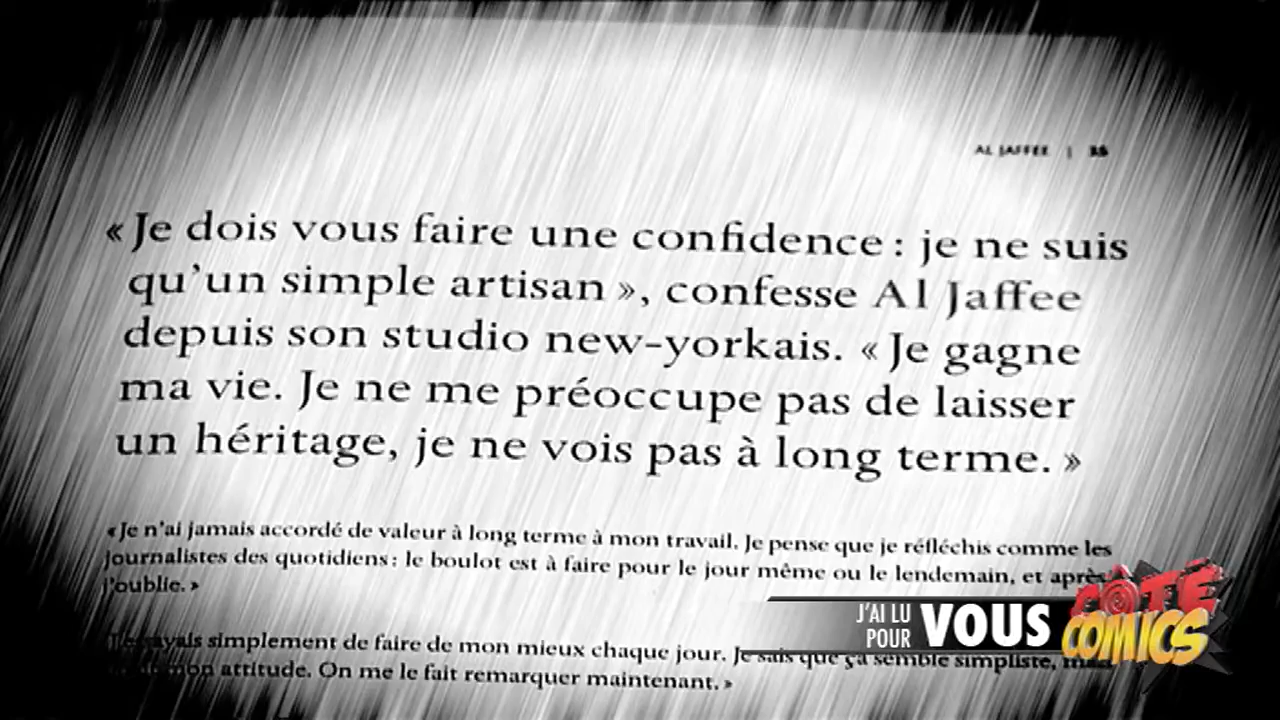 AL JAFFEE |
« Je dois vous faire une confidence : je ne suis
qu'un simple artisan », confesse Al Jaffee
depuis son studio new-yorkais. « Je gagne
ma vie. Je ne me préoccupe pas de laisser
un héritage, je ne vois pas à long terme. »
« Je n'ai jamais accordé de valeur à long terme à mon travail. Je pense que je réfléchis comme les
journalistes des quotidiens : le boulot est à faire pour le jour même ou le lendemain, et après
j'oublie. »
simplement de faire de mon mieux chaque jour. Je sais que ça semble simpliste,
mon attitude. On me le fait remarquer maintenant. »
J'AI LU
POUR VOUS
CÔTÉ
COMICS